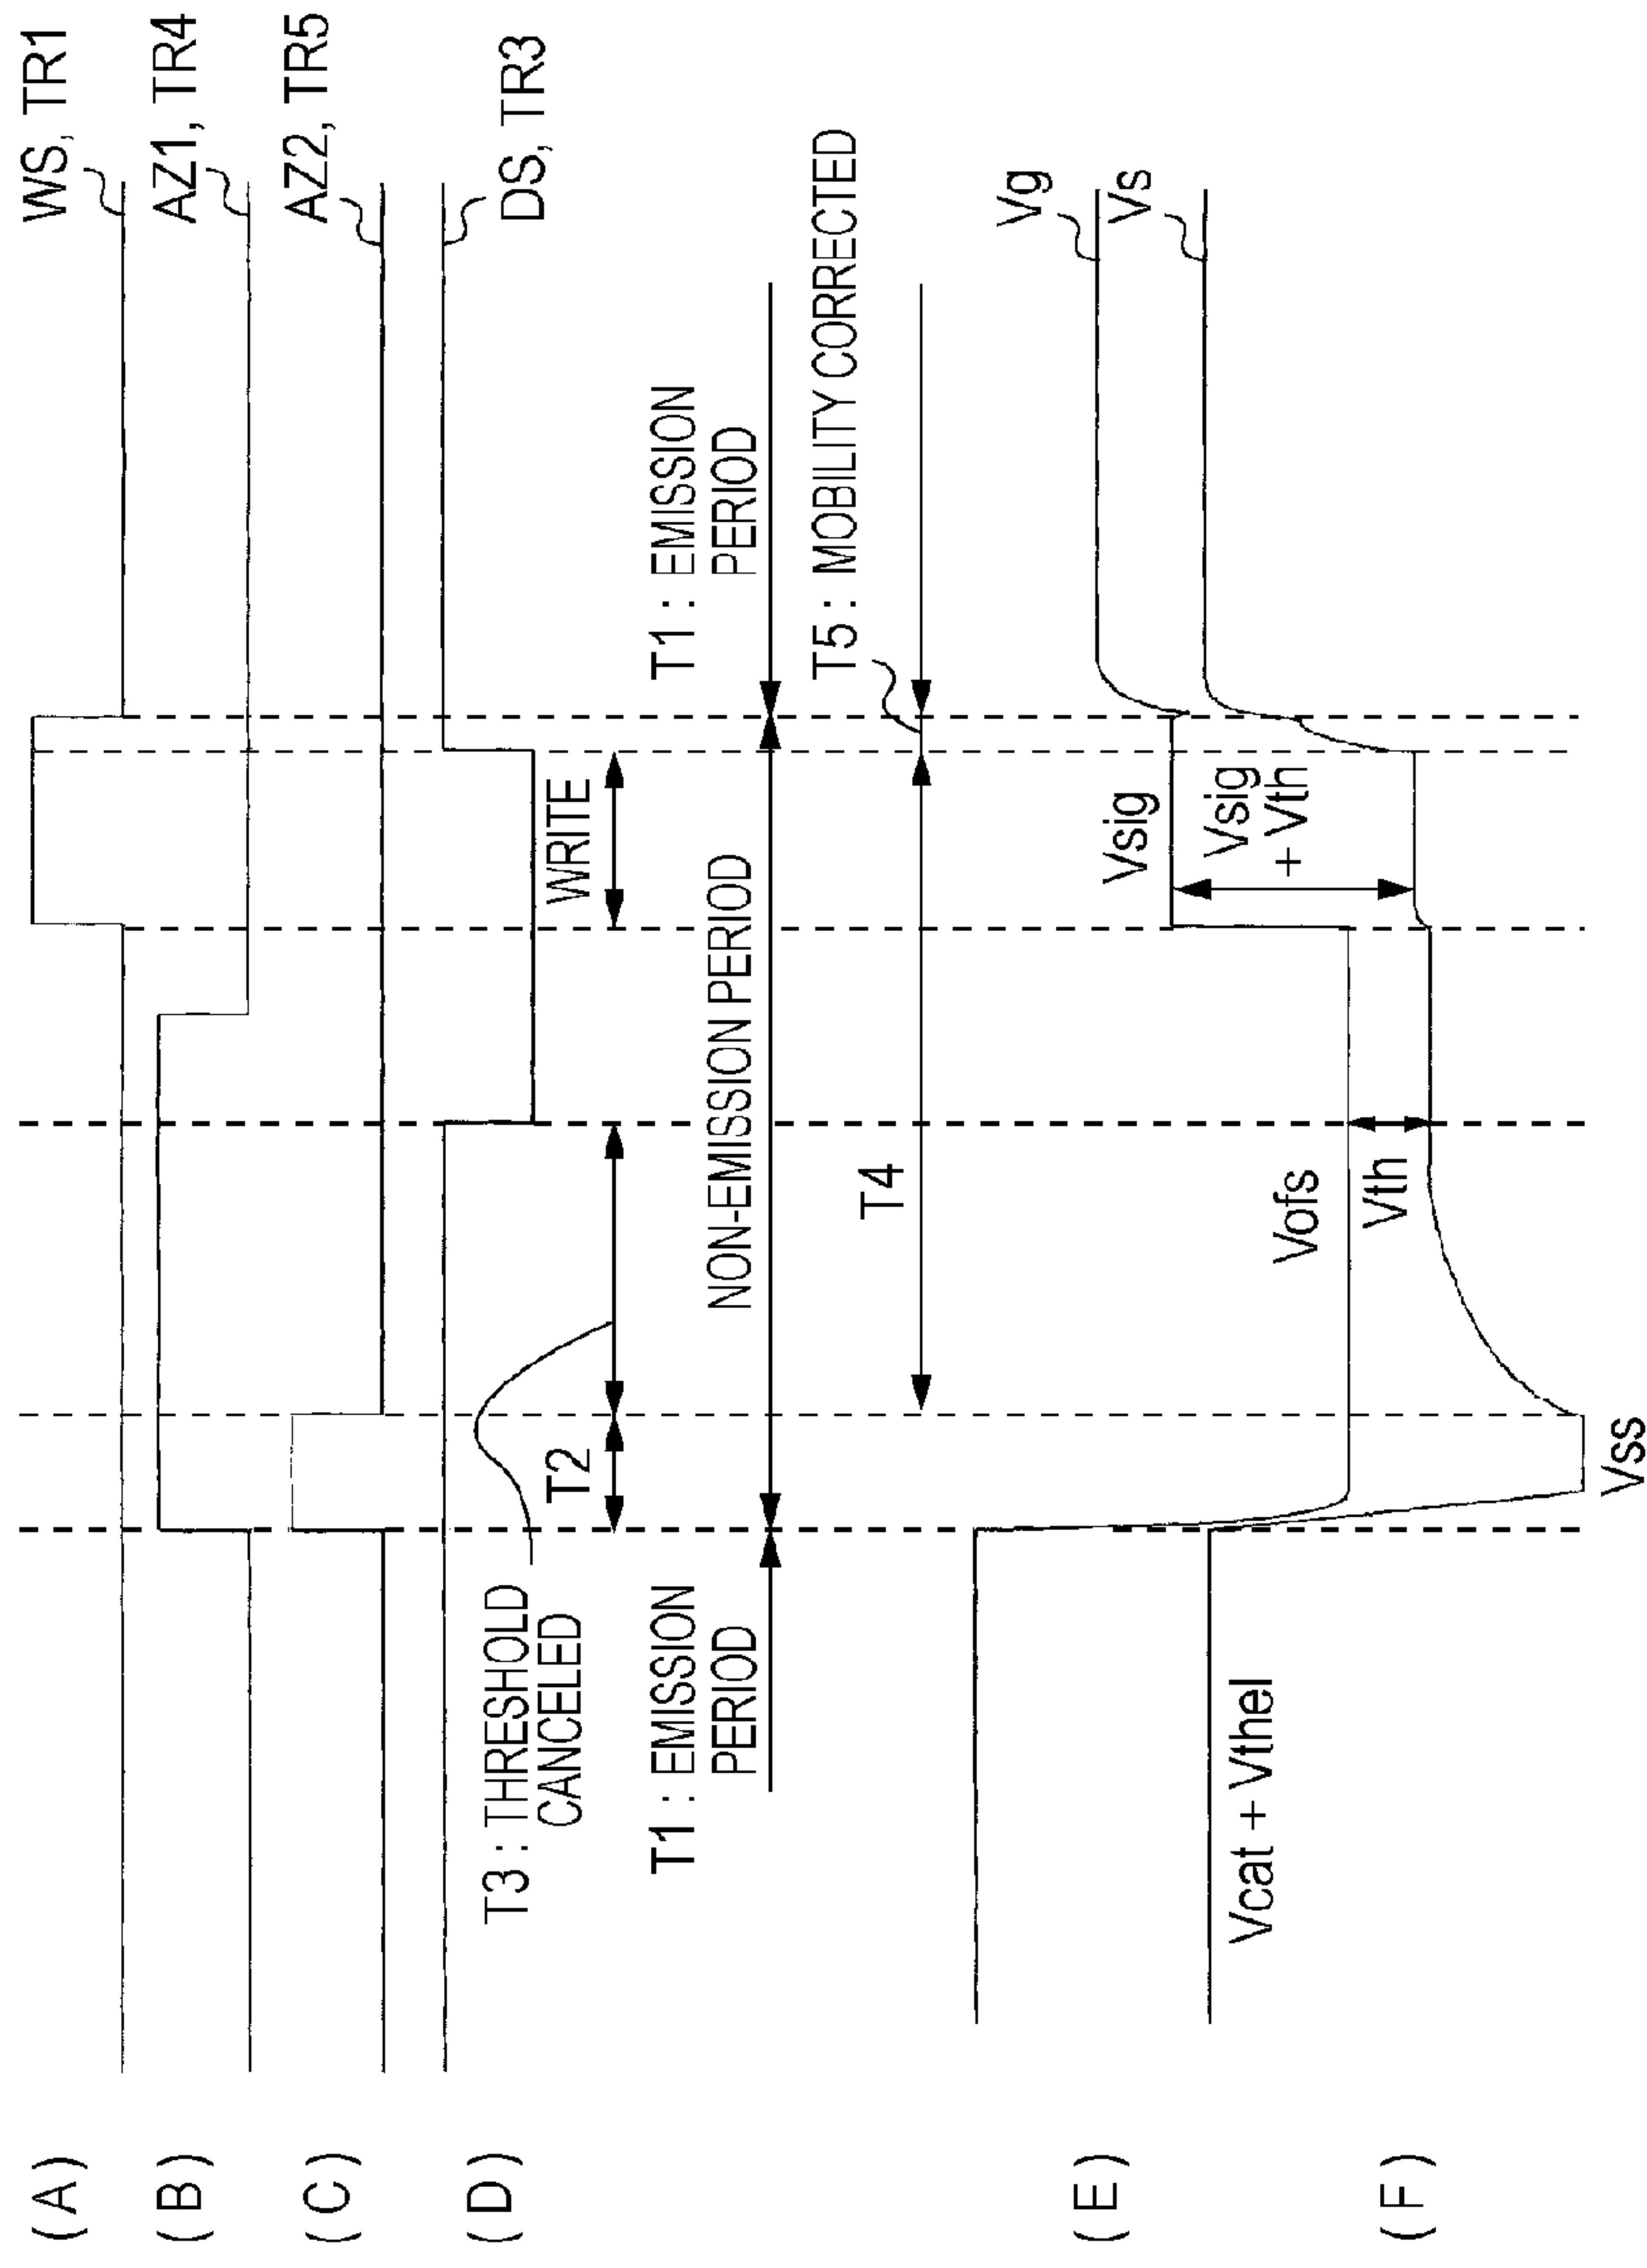 (A)
WS, TR1
(B)
AZ1, TR4
(C)
AZ2, TR5
(D)
DS, TR3
T3 : THRESHOLD
CANCELED
T2
WRITE
T1 : EMISSION
PERIOD
NON-EMISSION PERIOD
T1 : EMISSION
PERIOD
T4
T5 : MOBILITY CORRECTED
(E)
Vg
Vsig
Vs
Vcat + Vthel
Vsig
+ Vth
Vofs
Vth
(F)
Vss